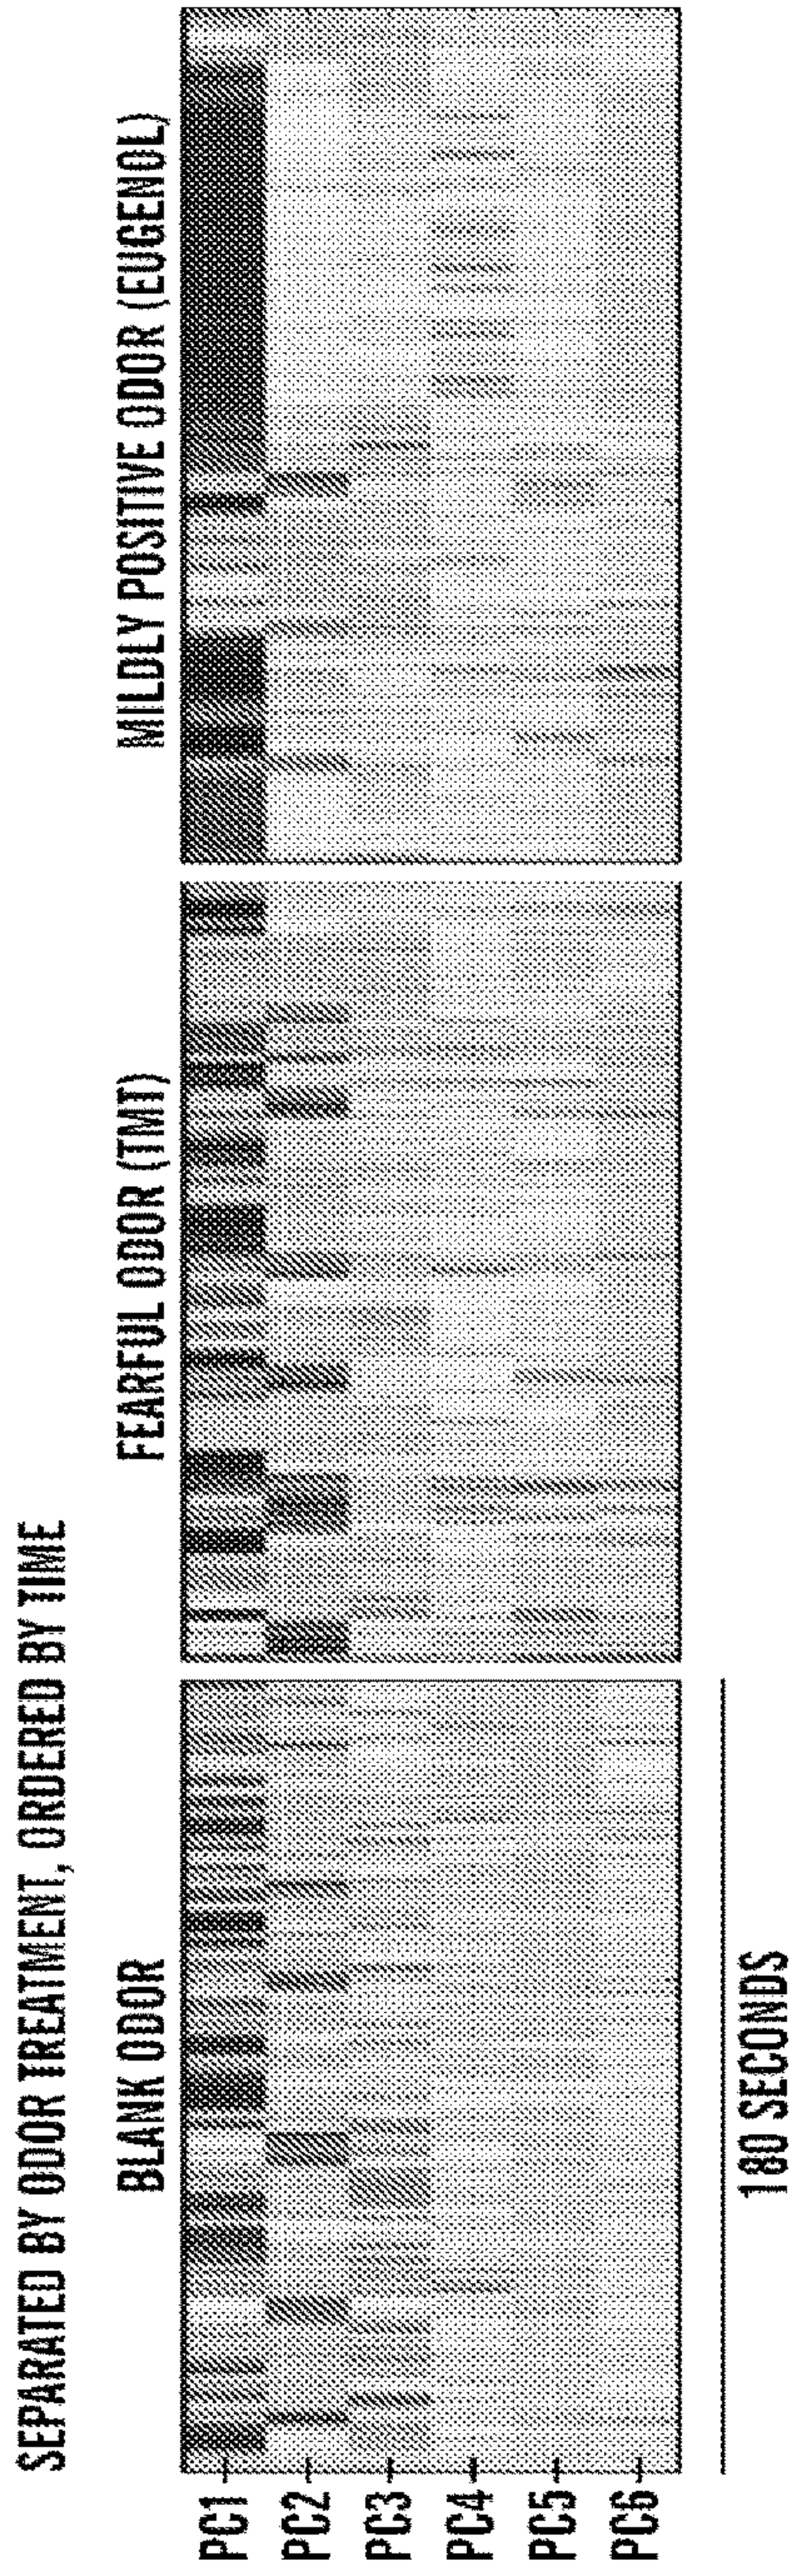 SEPARATED BY ODOR TREATMENT, ORDERED BY TIME
BLANK ODOR
FEARFUL ODOR (TMT)
MILDLY POSITIVE ODOR (EUGENOL)
PC1
PC2
PC3
PC4
PC5
PC6
180 SECONDS